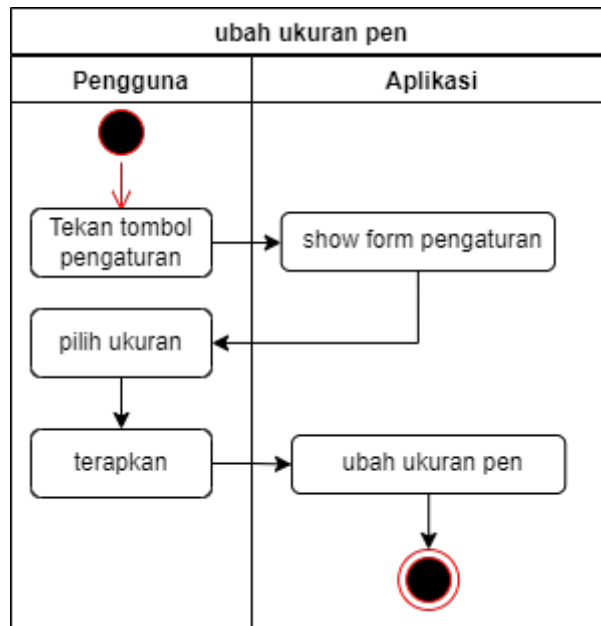 ubah ukuran pen
Pengguna
Aplikasi
Tekan tombol
pengaturan
show form pengaturan
pilih ukuran
terapkan
ubah ukuran pen